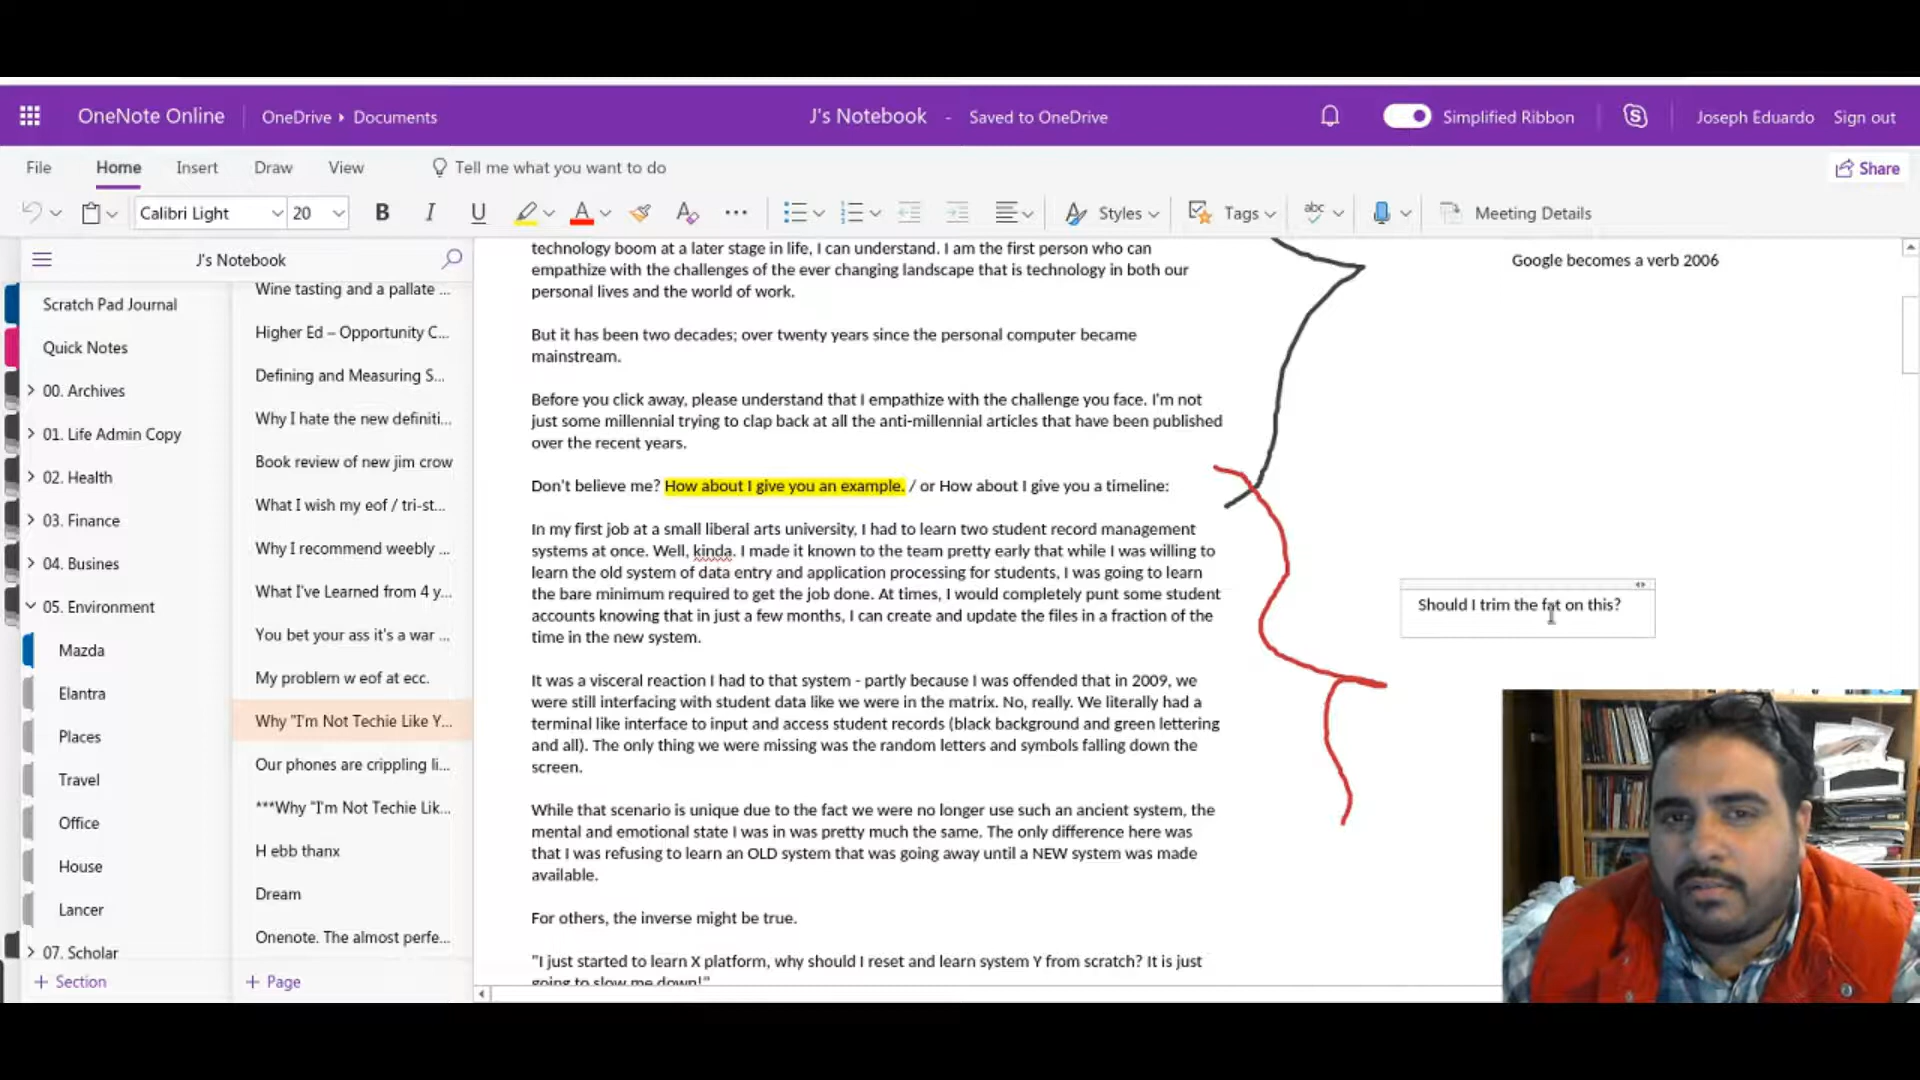 OneNote Online OneDrive Documents J's Notebook - Saved to OneDrive Simplified Ribbon Joseph Eduardo Sign out
File Home Insert Draw View Tell me what you want to do Share
Calibri Light 20 B I U A A Styles Tags abc Meeting Details
J's Notebook
Scratch Pad Journal
Quick Notes
00. Archives
01. Life Admin Copy
02. Health
03. Finance
04. Busines
05. Environment
Mazda
Elantra
Places
Travel
Office
House
Lancer
07. Scholar
+ Section
Wine tasting and a pallate ...
Higher Ed – Opportunity C...
Defining and Measuring S...
Why I hate the new definiti...
Book review of new jim crow
What I wish my eof / tri-st...
Why I recommend weebly ...
What I've Learned from 4 y...
You bet your ass it's a war ...
My problem w eof at ecc.
Why "I'm Not Techie Like Y...
Our phones are crippling li...
***Why "I'm Not Techie Lik...
H ebb thanx
Dream
Onenote. The almost perfe...
+ Page
technology boom at a later stage in life, I can understand. I am the first person who can
empathize with the challenges of the ever changing landscape that is technology in both our
personal lives and the world of work.
But it has been two decades; over twenty years since the personal computer became
mainstream.
Before you click away, please understand that I empathize with the challenge you face. I'm not
just some millennial trying to clap back at all the anti-millennial articles that have been published
over the recent years.
Don't believe me? How about I give you an example. / or How about I give you a timeline:
In my first job at a small liberal arts university, I had to learn two student record management
systems at once. Well, kinda. I made it known to the team pretty early that while I was willing to
learn the old system of data entry and application processing for students, I was going to learn
the bare minimum required to get the job done. At times, I would completely punt some student
accounts knowing that in just a few months, I can create and update the files in a fraction of the
time in the new system.
It was a visceral reaction I had to that system - partly because I was offended that in 2009, we
were still interfacing with student data like we were in the matrix. No, really. We literally had a
terminal like interface to input and access student records (black background and green lettering
and all). The only thing we were missing was the random letters and symbols falling down the
screen.
While that scenario is unique due to the fact we were no longer use such an ancient system, the
mental and emotional state I was in was pretty much the same. The only difference here was
that I was refusing to learn an OLD system that was going away until a NEW system was made
available.
For others, the inverse might be true.
"I just started to learn X platform, why should I reset and learn system Y from scratch? It is just
going to slow me down!"
Google becomes a verb 2006
Should I trim the fat on this?